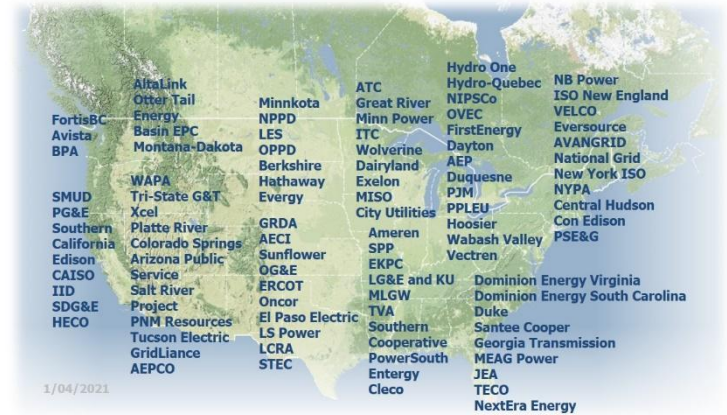 FortisBC
Avista
BPA
SMUD
PG&E
Southern
California
Edison
CAISO
IID
SDG&E
HECO
AltaLink
Otter Tail
Energy
Basin EPC
Montana-Dakota
WAPA
Tri-State G&T
Xcel
Platte River
Colorado Springs
Arizona Public
Service
Salt River
Project
PNM Resources
Tucson Electric
GridLiance
AEPCO
Minnkota
NPPD
LES
OPPD
Berkshire
Hathaway
Evergy
GRDA
AECI
Sunflower
OG&E
ERCOT
Oncor
El Paso Electric
LS Power
LCRA
STEC
ATC
Great River
Minn Power
ITC
Wolverine
Dairyland
Exelon
MISO
City Utilities
Ameren
SPP
EKPC
LG&E and KU
MLGW
TVA
Southern
Cooperative
PowerSouth
Entergy
Cleco
Hydro One
Hydro-Quebec
NIPSCo
OVEC
FirstEnergy
Dayton
AEP
Duquesne
PJM
PPLEU
Hoosier
Wabash Valley
Vectren
NB Power
ISO New England
VELCO
Eversource
AVANGRID
National Grid
New York ISO
NYPA
Central Hudson
Con Edison
PSE&G
Dominion Energy Virginia
Dominion Energy South Carolina
Duke
Santee Cooper
Georgia Transmission
MEAG Power
JEA
TECO
NextEra Energy
1/04/2021